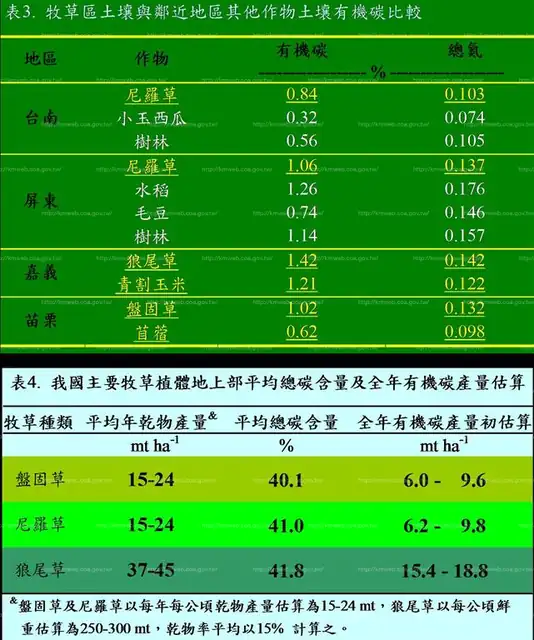 表3. 牧草區土壤與鄰近地區其他作物土壤有機碳比較
地區 作物 有機碳 總氮
------------------ % ------------------
台南 尼羅草 0.84 0.103
小玉西瓜 0.32 0.074
樹林 0.56 0.105
屏東 尼羅草 1.06 0.137
水稻 1.26 0.176
毛豆 0.74 0.146
樹林 1.14 0.157
嘉義 狼尾草 1.42 0.142
青割玉米 1.21 0.122
苗栗 盤固草 1.02 0.132
苜蓿 0.62 0.098
表4. 我國主要牧草植體地上部平均總碳含量及全年有機碳產量估算
牧草種類 平均年乾物產量& 平均總碳含量 全年有機碳產量初估算
mt ha-1 % mt ha-1
盤固草 15-24 40.1 6.0 - 9.6
尼羅草 15-24 41.0 6.2 - 9.8
狼尾草 37-45 41.8 15.4 - 18.8
&盤固草及尼羅草以每年每公頃乾物產量估算為15-24 mt，狼尾草以每公頃鮮
重估算為250-300 mt，乾物率平均以15% 計算之。